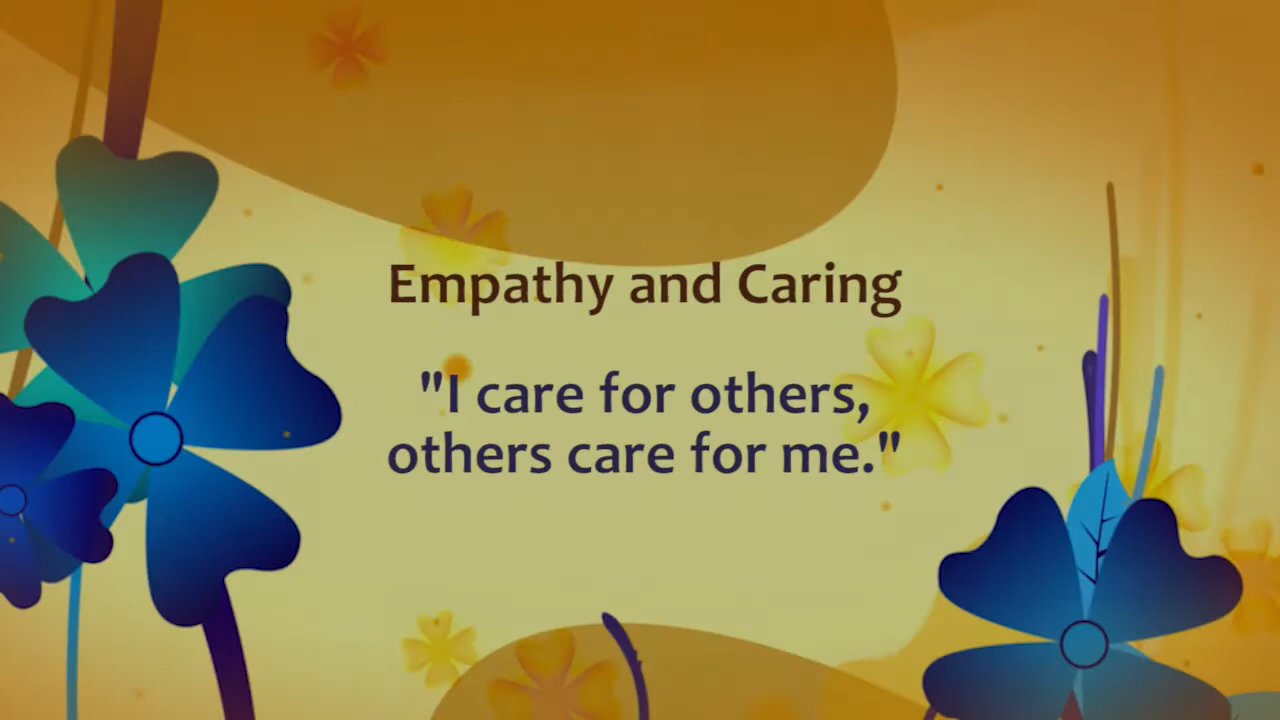 Empathy and Caring
"I care for others,
others care for me."